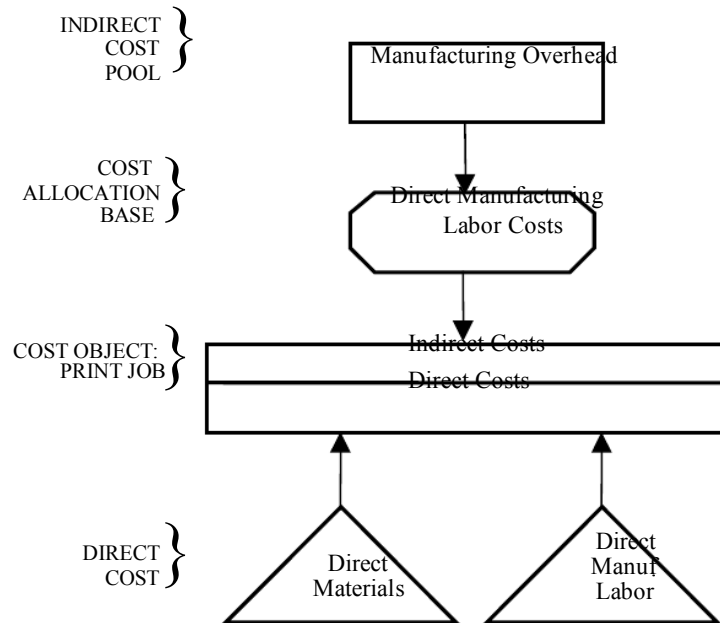 INDIRECT
COST
POOL
Manufacturing Overhead
COST
ALLOCATION
BASE
Direct Manufacturing
Labor Costs
COST OBJECT:
PRINT JOB
Indirect Costs
Direct Costs
DIRECT
COST
Direct
Materials
Direct
Manuf.
Labor